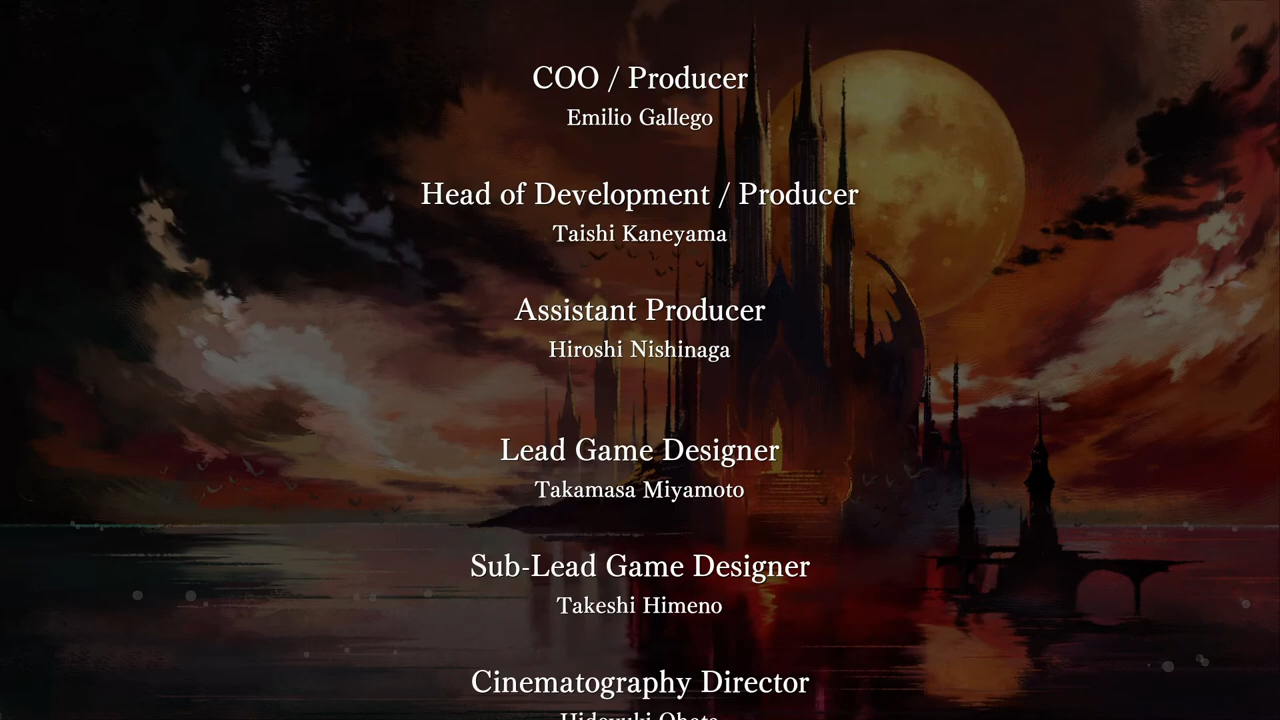 COO / Producer
Emilio Gallego
Head of Development / Producer
Taishi Kaneyama
Assistant Producer
Hiroshi Nishinaga
Lead Game Designer
Takamasa Miyamoto
Sub-Lead Game Designer
Takeshi Himeno
Cinematography Director